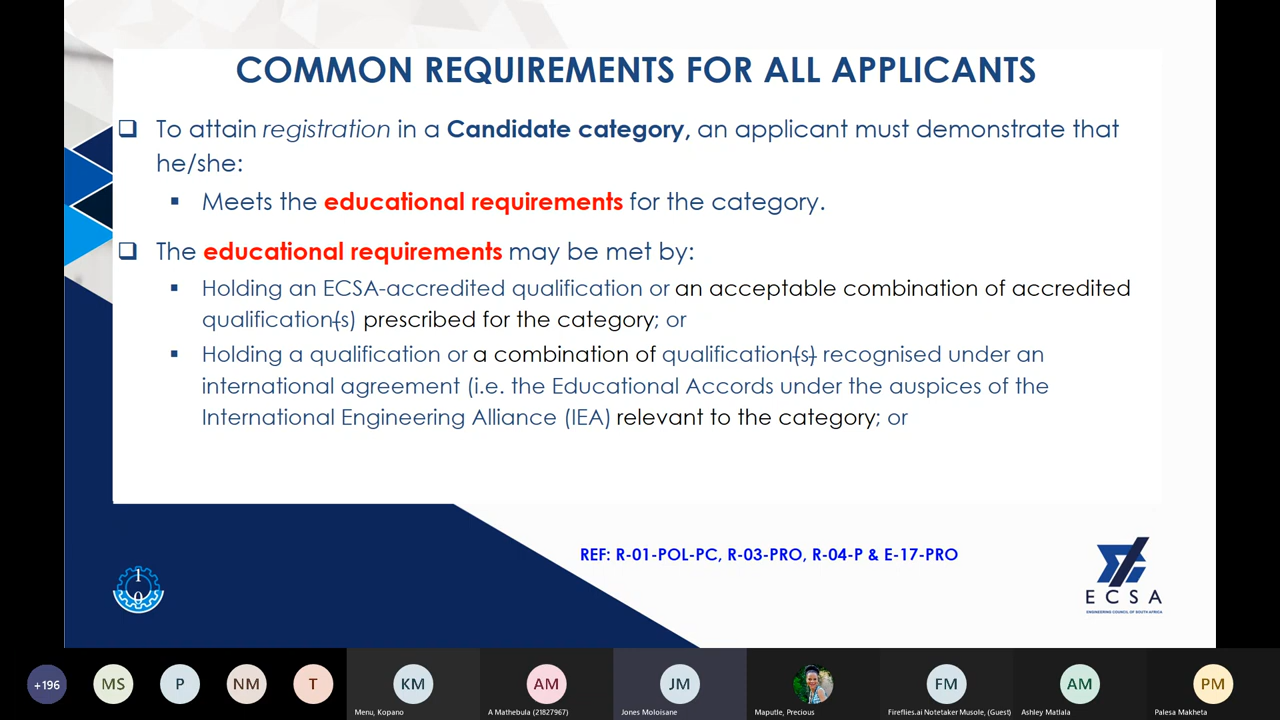 COMMON REQUIREMENTS FOR ALL APPLICANTS
❑ To attain registration in a Candidate category, an applicant must demonstrate that
he/she:
▪ Meets the educational requirements for the category.
❑ The educational requirements may be met by:
▪ Holding an ECSA-accredited qualification or an acceptable combination of accredited
qualification(s) prescribed for the category; or
▪ Holding a qualification or a combination of qualification(s) recognised under an
international agreement (i.e. the Educational Accords under the auspices of the
International Engineering Alliance (IEA) relevant to the category; or
REF: R-01-POL-PC, R-03-PRO, R-04-P & E-17-PRO
1
0
ECSA
ENGINEERING COUNCIL OF SOUTH AFRICA
+196 MS P NM T KM AM JM FM AM PM
Menu, Kopano A Mathebula (21827967) Jones Moloisane Maputle, Precious Fireflies.ai Notetaker Musole, (Guest) Ashley Matlala Palesa Makheta